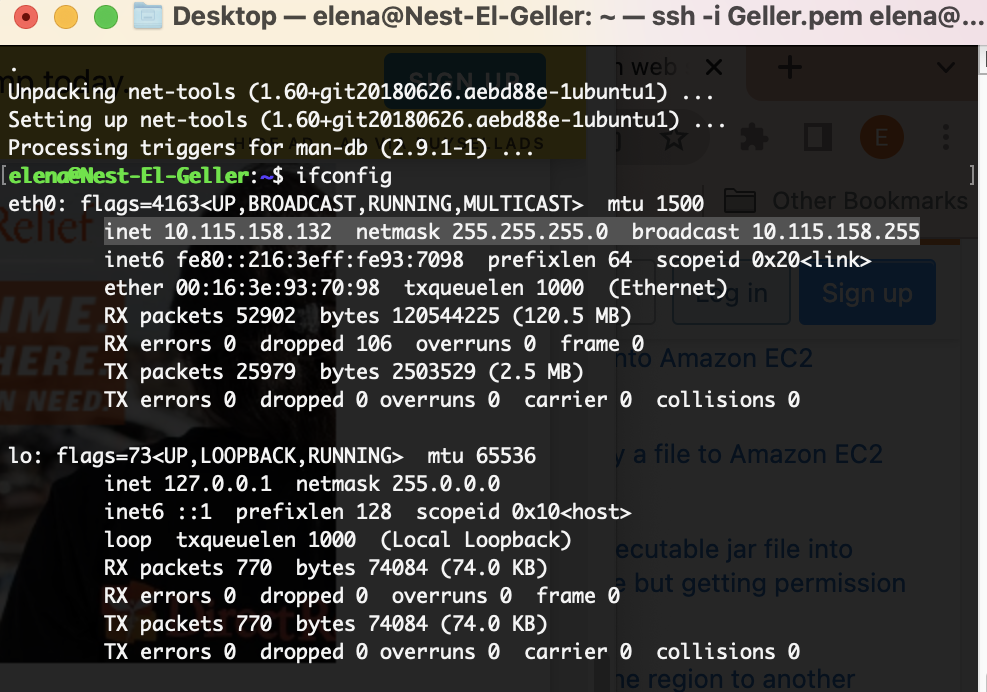 Desktop — elena@Nest-El-Geller: ~ — ssh -i Geller.pem elena@...
.
Unpacking net-tools (1.60+git20180626.aebd88e-1ubuntu1) ...
Setting up net-tools (1.60+git20180626.aebd88e-1ubuntu1) ...
Processing triggers for man-db (2.9.1-1) ...
[elena@Nest-El-Geller:~$ ifconfig ]
eth0: flags=4163<UP,BROADCAST,RUNNING,MULTICAST>  mtu 1500
inet 10.115.158.132  netmask 255.255.255.0  broadcast 10.115.158.255
inet6 fe80::216:3eff:fe93:7098  prefixlen 64  scopeid 0x20<link>
ether 00:16:3e:93:70:98  txqueuelen 1000  (Ethernet)
RX packets 52902  bytes 120544225 (120.5 MB)
RX errors 0  dropped 106  overruns 0  frame 0
TX packets 25979  bytes 2503529 (2.5 MB)
TX errors 0  dropped 0 overruns 0  carrier 0  collisions 0
lo: flags=73<UP,LOOPBACK,RUNNING>  mtu 65536
inet 127.0.0.1  netmask 255.0.0.0
inet6 ::1  prefixlen 128  scopeid 0x10<host>
loop  txqueuelen 1000  (Local Loopback)
RX packets 770  bytes 74084 (74.0 KB)
RX errors 0  dropped 0  overruns 0  frame 0
TX packets 770  bytes 74084 (74.0 KB)
TX errors 0  dropped 0 overruns 0  carrier 0  collisions 0
today.
SIGN UP
web
E
Other Bookmarks
Relief
Log in
Sign up
Amazon EC2
a file to Amazon EC2
jar file into
but getting permission
region to another